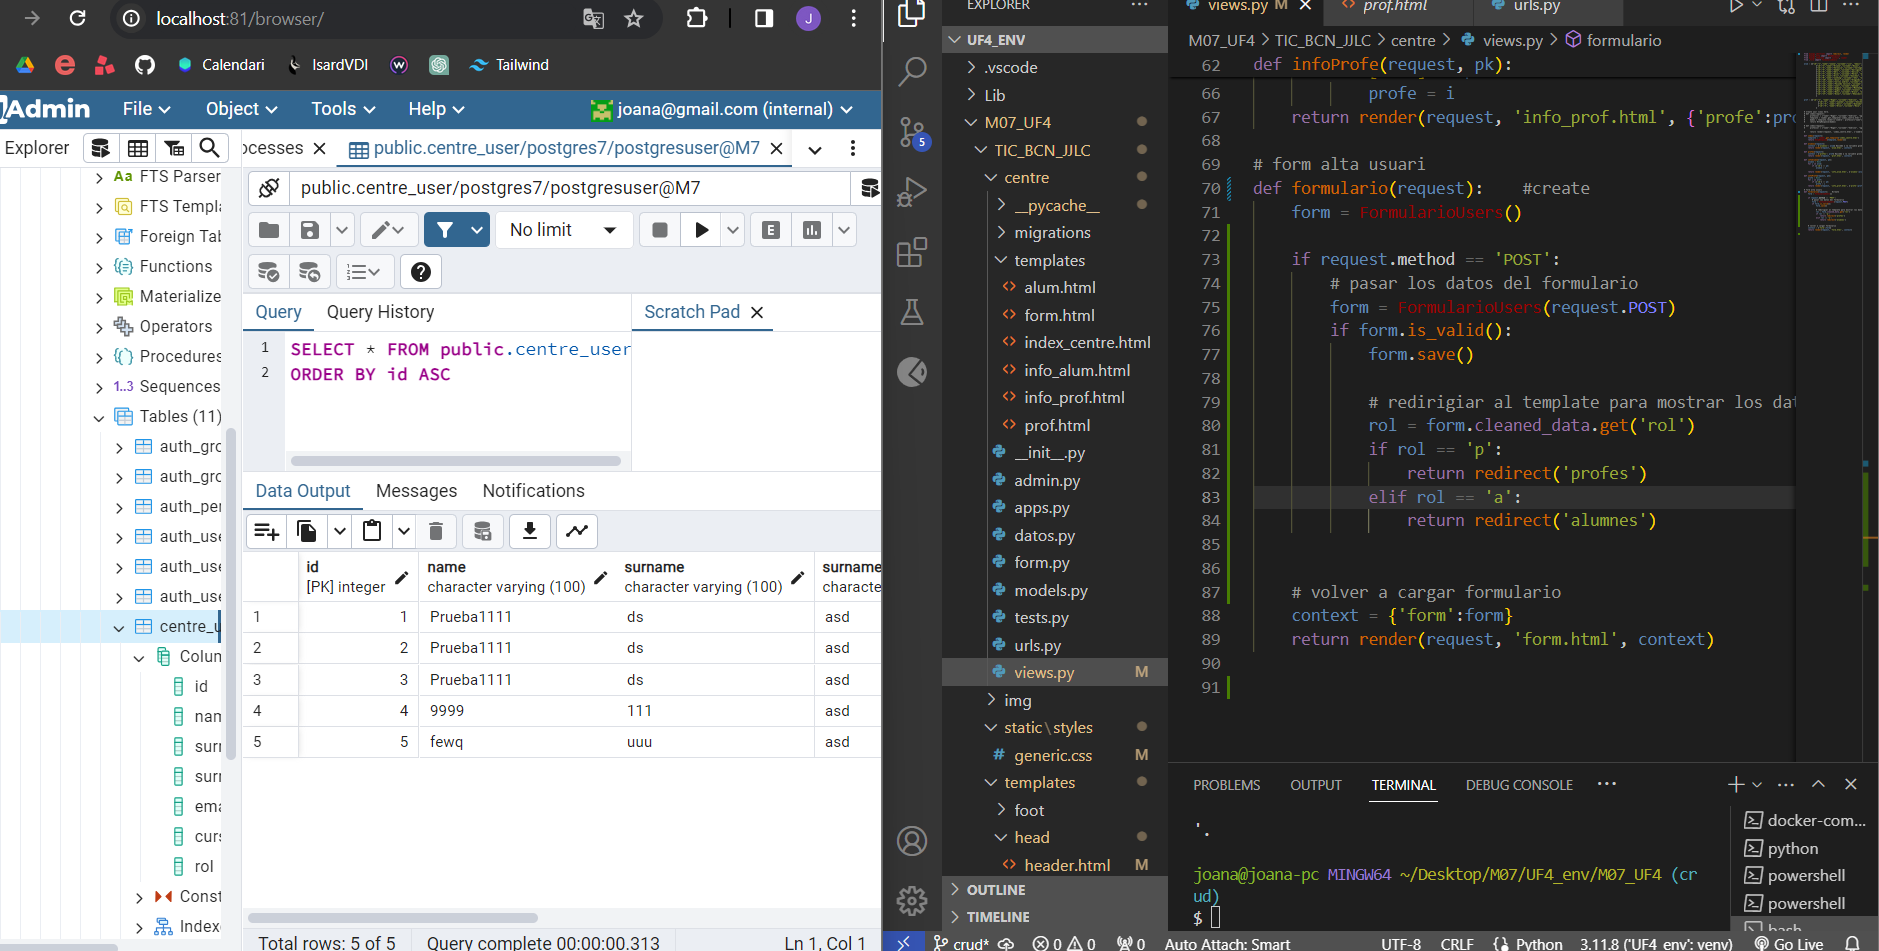 localhost:81/browser/
J
Calendari
IsardVDI
Tailwind
Admin
File
Object
Tools
Help
joana@gmail.com (internal)
Explorer
ocesses
public.centre_user/postgres7/postgresuser@M7
public.centre_user/postgres7/postgresuser@M7
No limit
E
Query
Query History
Scratch Pad
1 SELECT * FROM public.centre_user
2 ORDER BY id ASC
Aa FTS Parser
FTS Templa
Foreign Tab
Functions
Materialize
Operators
Procedures
1..3 Sequences
Tables (11)
auth_gro
auth_gro
auth_per
auth_use
auth_use
auth_use
centre_u
Colum
id
nam
surn
surn
ema
curs
rol
Const
Index
Data Output
Messages
Notifications
id
[PK] integer
name
character varying (100)
surname
character varying (100)
surname
characte
1 1 Prueba1111 ds asd
2 2 Prueba1111 ds asd
3 3 Prueba1111 ds asd
4 4 9999 111 asd
5 5 fewq uuu asd
Total rows: 5 of 5
Query complete 00:00:00.313
Ln 1, Col 1
EXPLORER
UF4_ENV
.vscode
Lib
M07_UF4
TIC_BCN_JJLC
centre
__pycache__
migrations
templates
alum.html
form.html
index_centre.html
info_alum.html
info_prof.html
prof.html
__init__.py
admin.py
apps.py
datos.py
form.py
models.py
tests.py
urls.py
views.py M
img
static\styles
generic.css M
templates
foot
head
header.html M
OUTLINE
TIMELINE
5
views.py M
prof.html
urls.py
M07_UF4 > TIC_BCN_JJLC > centre > views.py > formulario
62 def infoProfe(request, pk):
66 profe = i
67 return render(request, 'info_prof.html', {'profe':pro
68
69 # form alta usuari
70 def formulario(request): #create
71 form = FormularioUsers()
72
73 if request.method == 'POST':
74 # pasar los datos del formulario
75 form = FormularioUsers(request.POST)
76 if form.is_valid():
77 form.save()
78
79 # redirigiar al template para mostrar los dat
80 rol = form.cleaned_data.get('rol')
81 if rol == 'p':
82 return redirect('profes')
83 elif rol == 'a':
84 return redirect('alumnes')
85
86
87 # volver a cargar formulario
88 context = {'form':form}
89 return render(request, 'form.html', context)
90
91
PROBLEMS
OUTPUT
TERMINAL
DEBUG CONSOLE
'.
joana@joana-pc MINGW64 ~/Desktop/M07/UF4_env/M07_UF4 (cr
ud)
$
docker-com...
python
powershell
powershell
bash
crud*
0
0
0
Auto Attach: Smart
UTF-8
CRLF
Python
3.11.8 ('UF4_env': venv)
Go Live